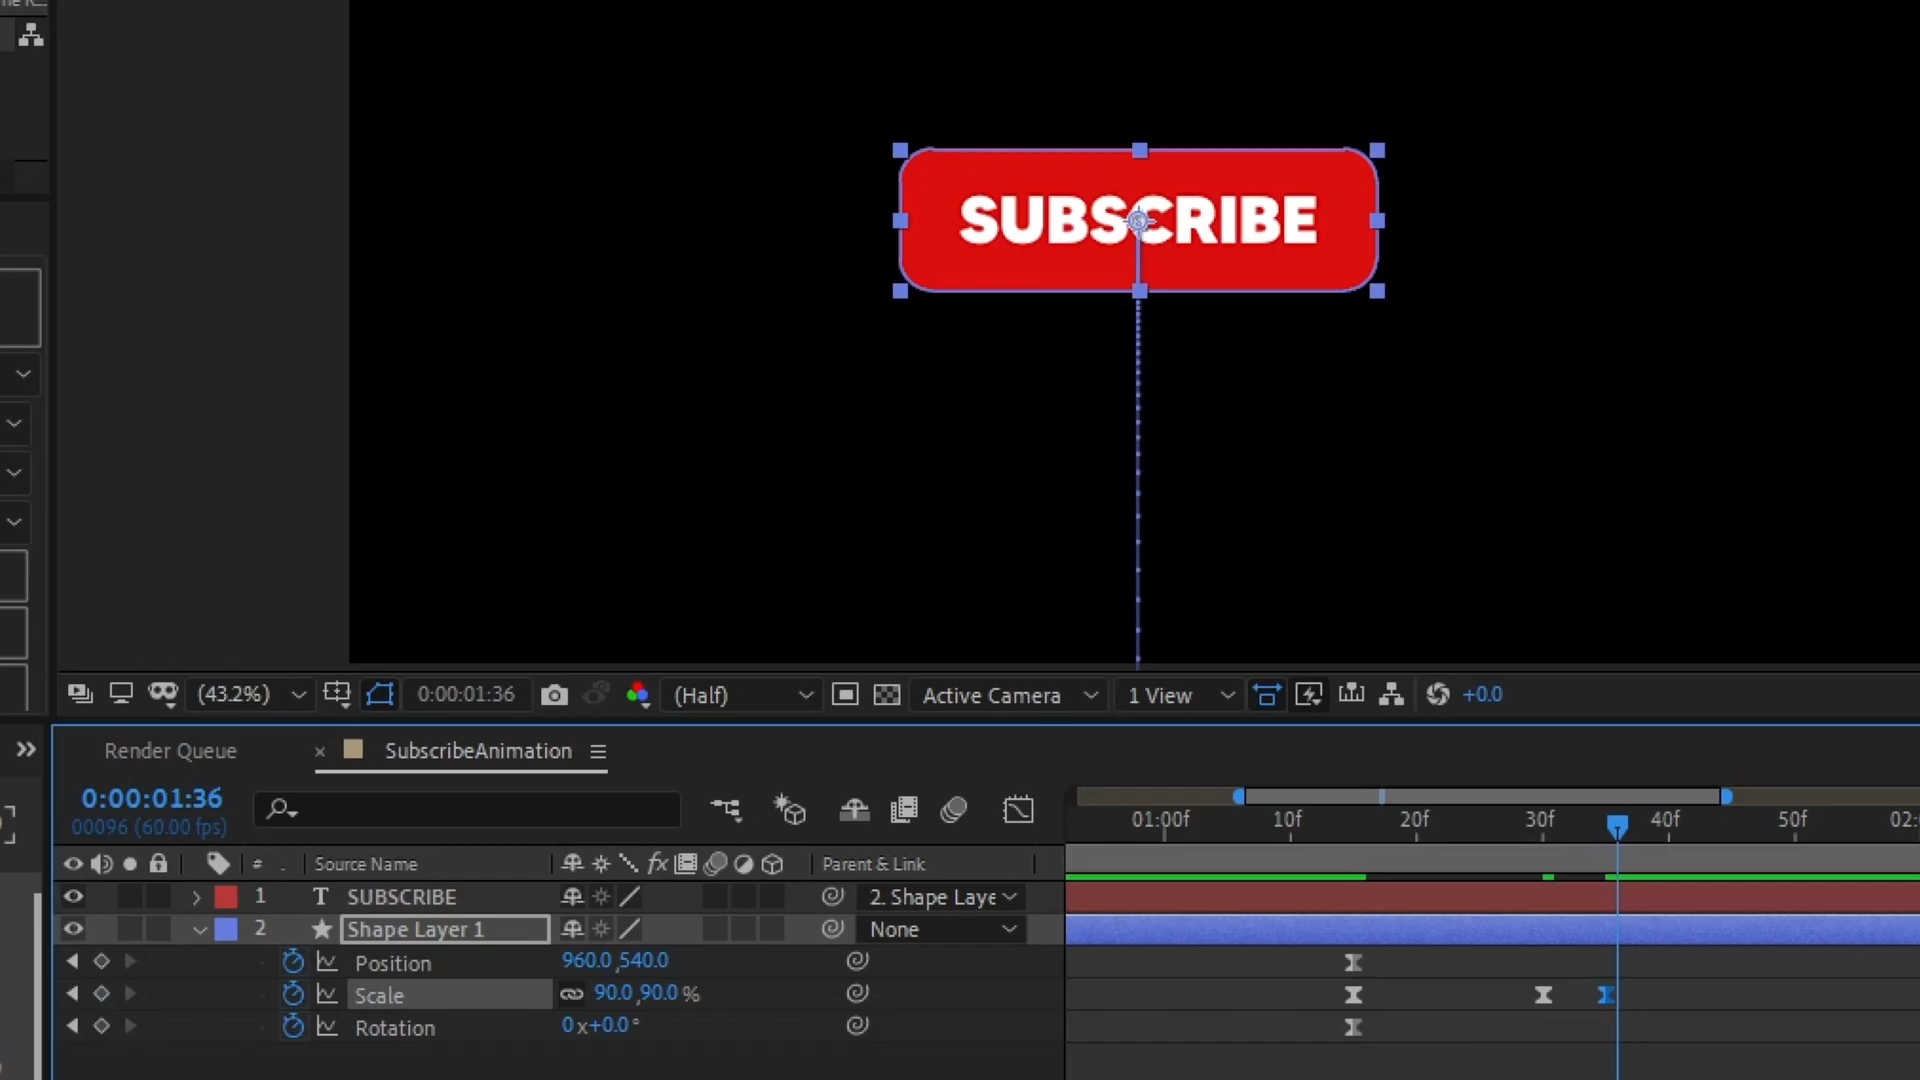 SUBSCRIBE
(43.2%)
0:00:01:36
(Half)
Active Camera
1 View
+0.0
Render Queue
× SubscribeAnimation
0:00:01:36
00096 (60.00 fps)
01:00f 10f 20f 30f 40f 50f 02:
# . Source Name fx Parent & Link
1 T SUBSCRIBE 2. Shape Laye
2 Shape Layer 1 None
Position 960.0,540.0
Scale 90.0,90.0%
Rotation 0x+0.0°